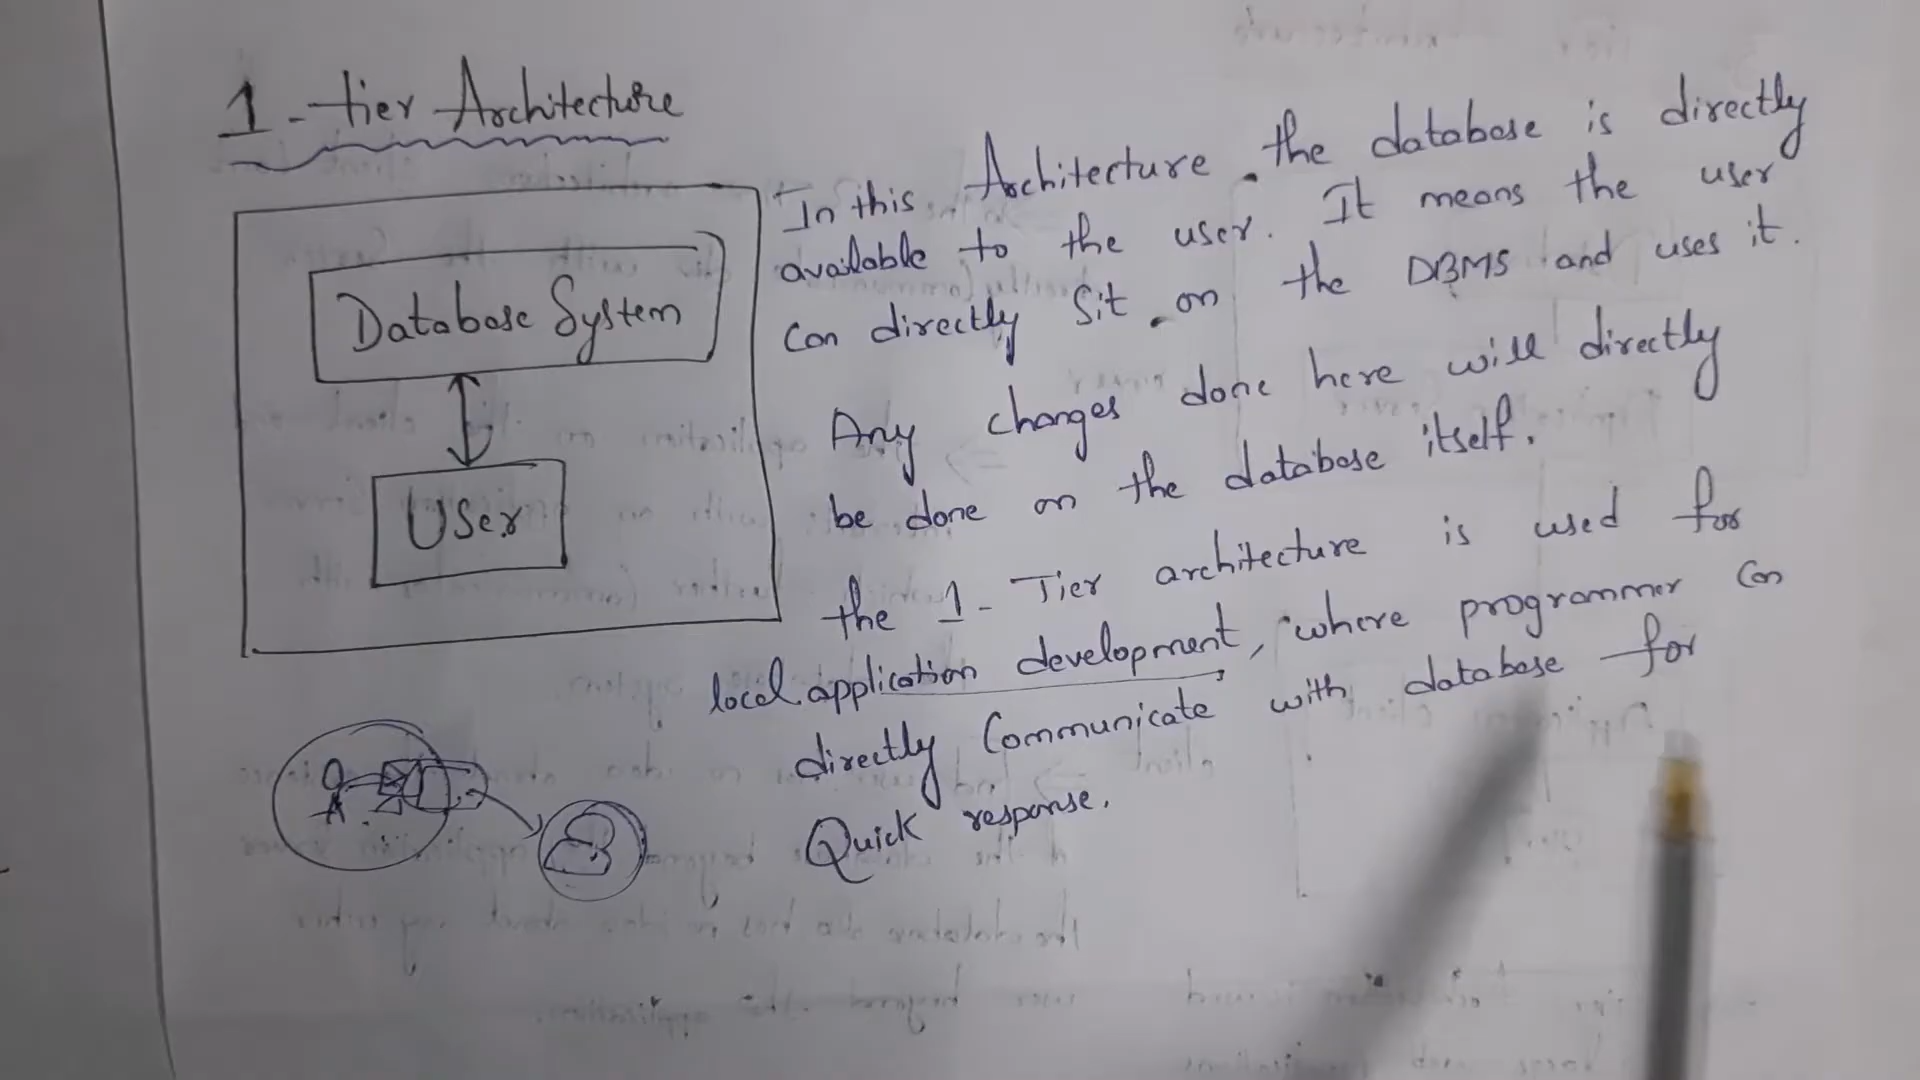 1-tier Architecture
Database System
User
In this Architecture the database is directly
available to the user. It means the user
can directly Sit on the DBMS and uses it.
Any changes done here will directly
be done on the database itself.
the 1-Tier architecture is used for
local application development, where programmer can
directly Communicate with database for
Quick response.